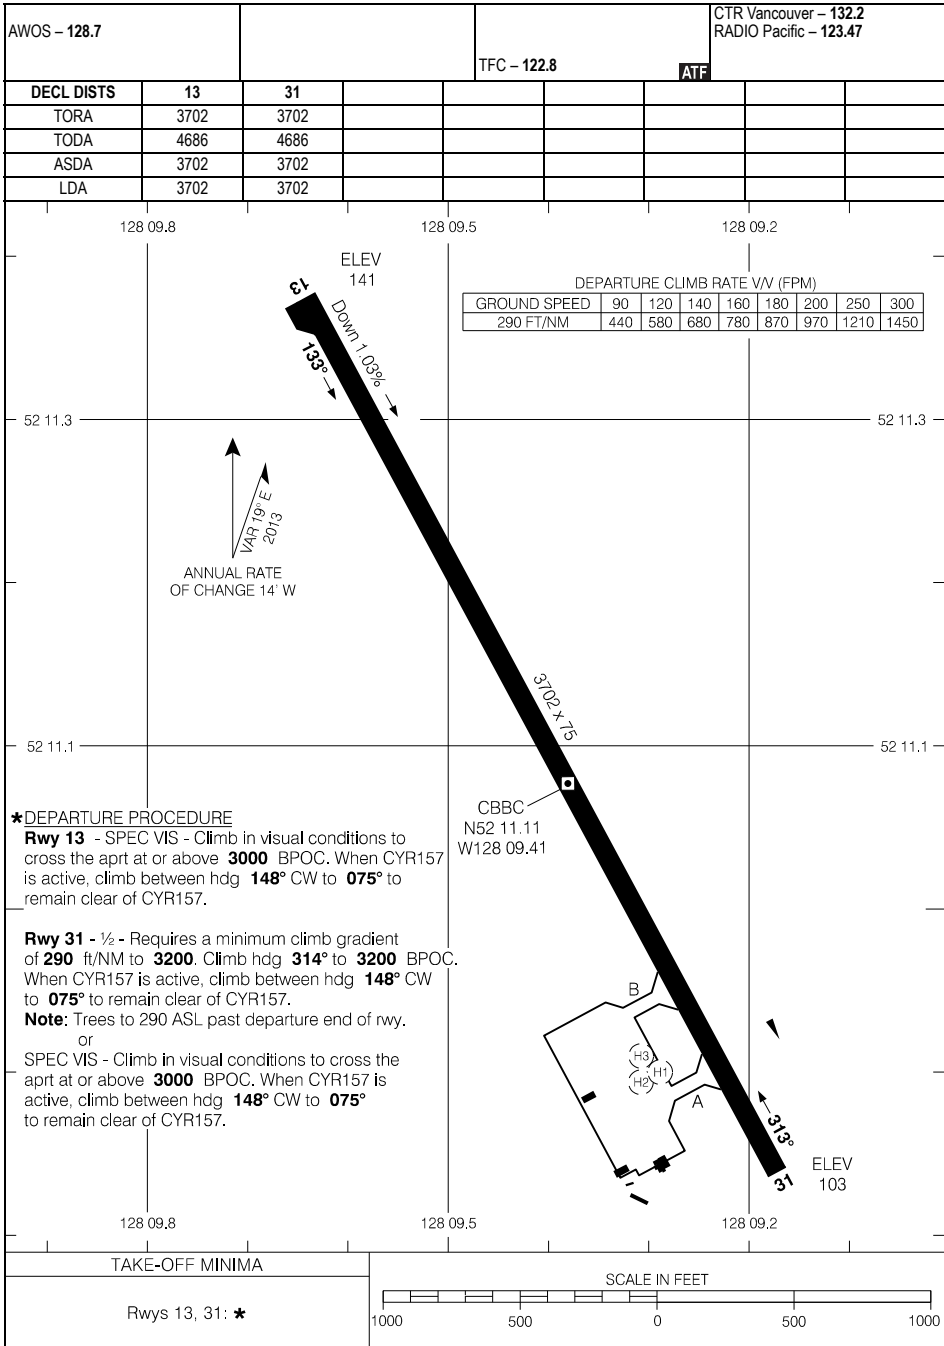 AWOS – 128.7
TFC – 122.8
ATF
CTR Vancouver – 132.2
RADIO Pacific – 123.47
DECL DISTS 13 31
TORA 3702 3702
TODA 4686 4686
ASDA 3702 3702
LDA 3702 3702
128 09.8 128 09.5 128 09.2
ELEV
141
13
Down 1.03%
133°
DEPARTURE CLIMB RATE V/V (FPM)
GROUND SPEED 90 120 140 160 180 200 250 300
290 FT/NM 440 580 680 780 870 970 1210 1450
52 11.3 52 11.3
VAR 19° E
2013
ANNUAL RATE
OF CHANGE 14' W
3702 x 75
52 11.1 52 11.1
CBBC
N52 11.11
W128 09.41
*DEPARTURE PROCEDURE
Rwy 13 - SPEC VIS - Climb in visual conditions to
cross the aprt at or above 3000 BPOC. When CYR157
is active, climb between hdg 148° CW to 075° to
remain clear of CYR157.
Rwy 31 - ½ - Requires a minimum climb gradient
of 290 ft/NM to 3200. Climb hdg 314° to 3200 BPOC.
When CYR157 is active, climb between hdg 148° CW
to 075° to remain clear of CYR157.
Note: Trees to 290 ASL past departure end of rwy.
or
SPEC VIS - Climb in visual conditions to cross the
aprt at or above 3000 BPOC. When CYR157 is
active, climb between hdg 148° CW to 075°
to remain clear of CYR157.
B
H3
H1
H2
A
313°
31
ELEV
103
128 09.8 128 09.5 128 09.2
TAKE-OFF MINIMA
Rwys 13, 31: *
SCALE IN FEET
1000 500 0 500 1000